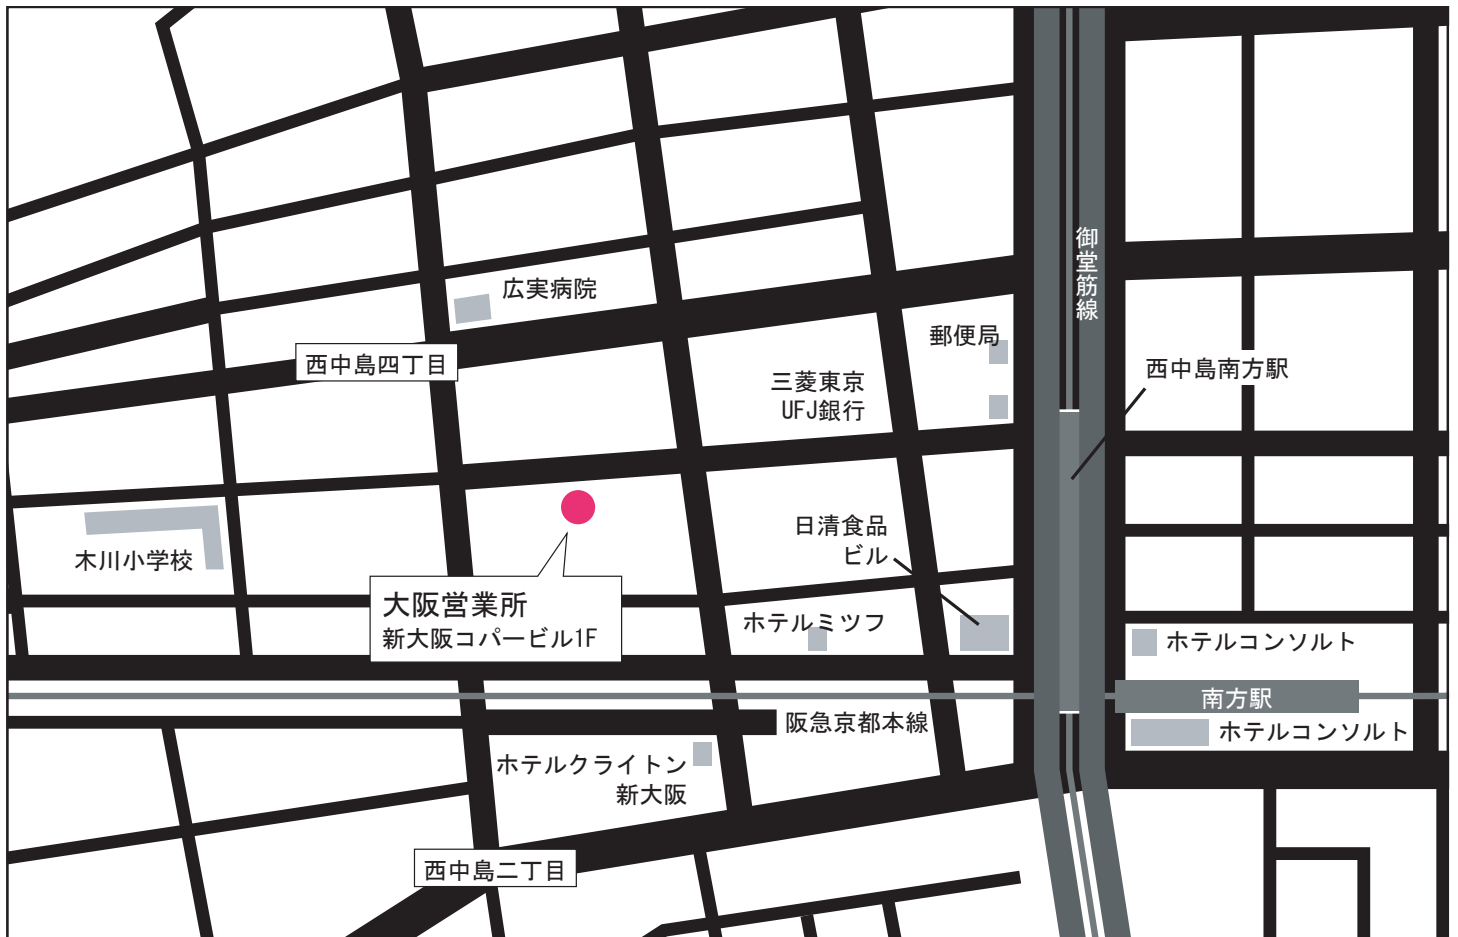 御堂筋線
広実病院
郵便局
西中島四丁目
西中島南方駅
三菱東京
UFJ銀行
日清食品
ビル
木川小学校
大阪営業所
新大阪コパービル1F
ホテルミツフ
ホテルコンソルト
南方駅
阪急京都本線
ホテルコンソルト
ホテルクライトン
新大阪
西中島二丁目